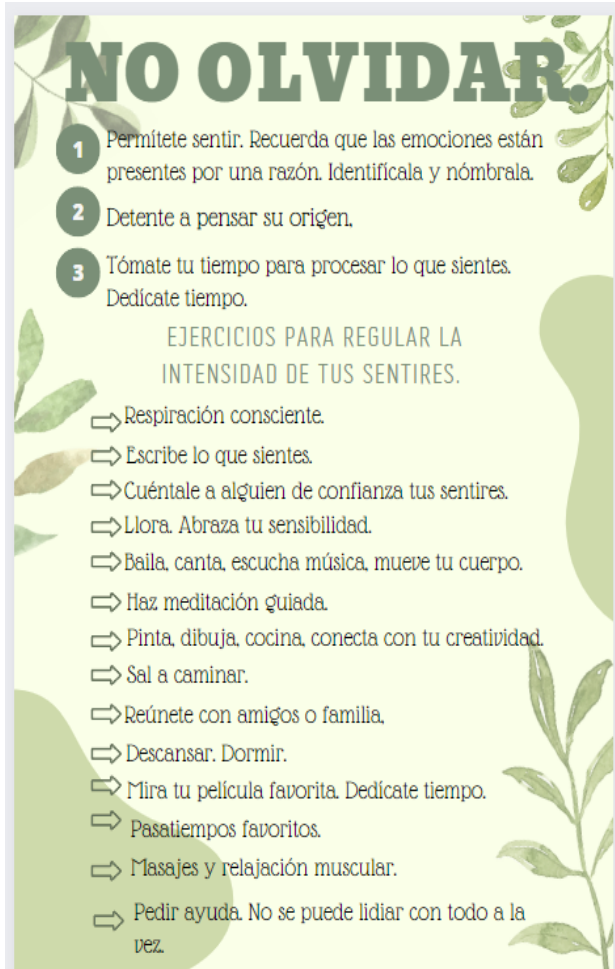 NO OLVIDAR.
1 Permítete sentir. Recuerda que las emociones están
presentes por una razón. Identifícala y nómbrala.
2 Detente a pensar su origen,
3 Tómate tu tiempo para procesar lo que sientes.
Dedícate tiempo.
EJERCICIOS PARA REGULAR LA
INTENSIDAD DE TUS SENTIRES.
Respiración consciente.
Escribe lo que sientes.
Cuéntale a alguien de confianza tus sentires.
Llora. Abraza tu sensibilidad.
Baila, canta, escucha música, mueve tu cuerpo.
Haz meditación guiada.
Pinta, dibuja, cocina, conecta con tu creatividad.
Sal a caminar.
Reúnete con amigos o familia,
Descansar. Dormir.
Mira tu película favorita. Dedícate tiempo.
Pasatiempos favoritos.
Masajes y relajación muscular.
Pedir ayuda. No se puede lidiar con todo a la
vez.